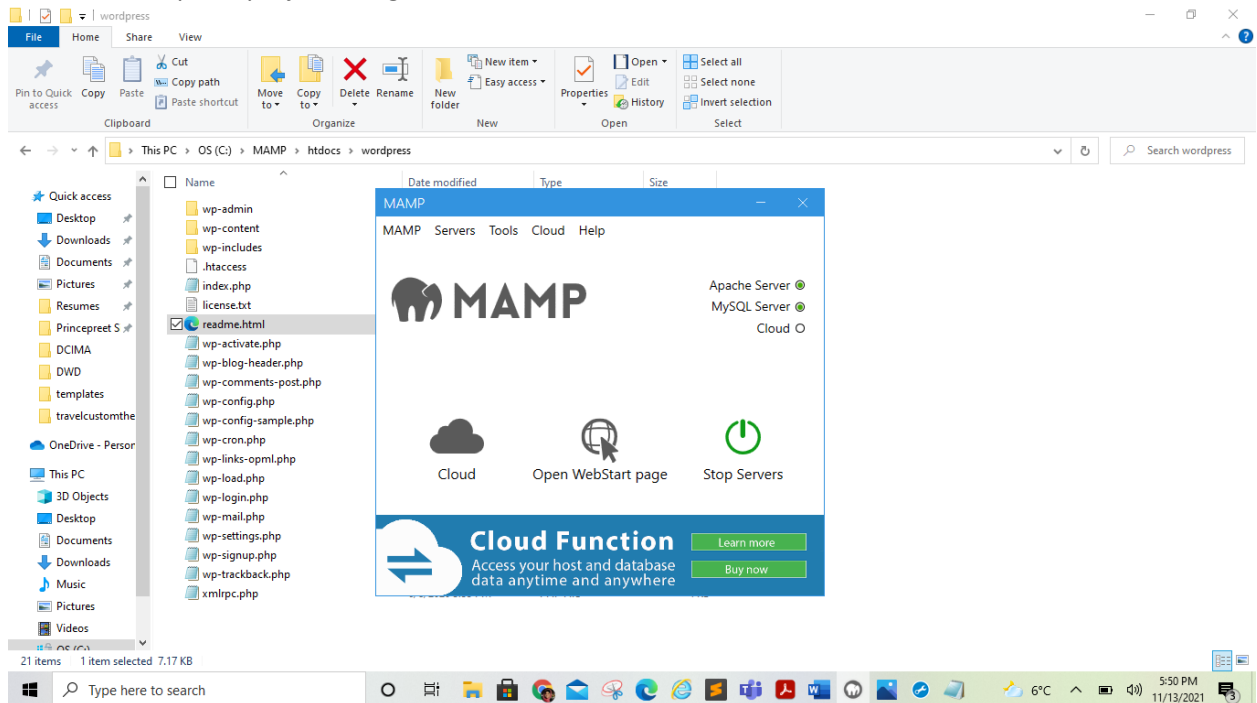 wordpress
File Home Share View
Pin to Quick access
Copy
Paste
Cut
Copy path
Paste shortcut
Move to
Copy to
Delete
Rename
New folder
New item
Easy access
Properties
Open
Edit
History
Select all
Select none
Invert selection
Clipboard Organize New Open Select
This PC > OS (C:) > MAMP > htdocs > wordpress
Search wordpress
Name Date modified Type Size
Quick access
Desktop
Downloads
Documents
Pictures
Resumes
Princepreet S
DCIMA
DWD
templates
travelcustomthe
OneDrive - Person
This PC
3D Objects
Desktop
Documents
Downloads
Music
Pictures
Videos
OS (C:)
wp-admin
wp-content
wp-includes
.htaccess
index.php
license.txt
readme.html
wp-activate.php
wp-blog-header.php
wp-comments-post.php
wp-config.php
wp-config-sample.php
wp-cron.php
wp-links-opml.php
wp-load.php
wp-login.php
wp-mail.php
wp-settings.php
wp-signup.php
wp-trackback.php
xmlrpc.php
MAMP
MAMP Servers Tools Cloud Help
MAMP
Apache Server
MySQL Server
Cloud
Cloud
Open WebStart page
Stop Servers
Cloud Function
Access your host and database
data anytime and anywhere
Learn more
Buy now
21 items 1 item selected 7.17 KB
Type here to search
6°C
5:50 PM
11/13/2021
3